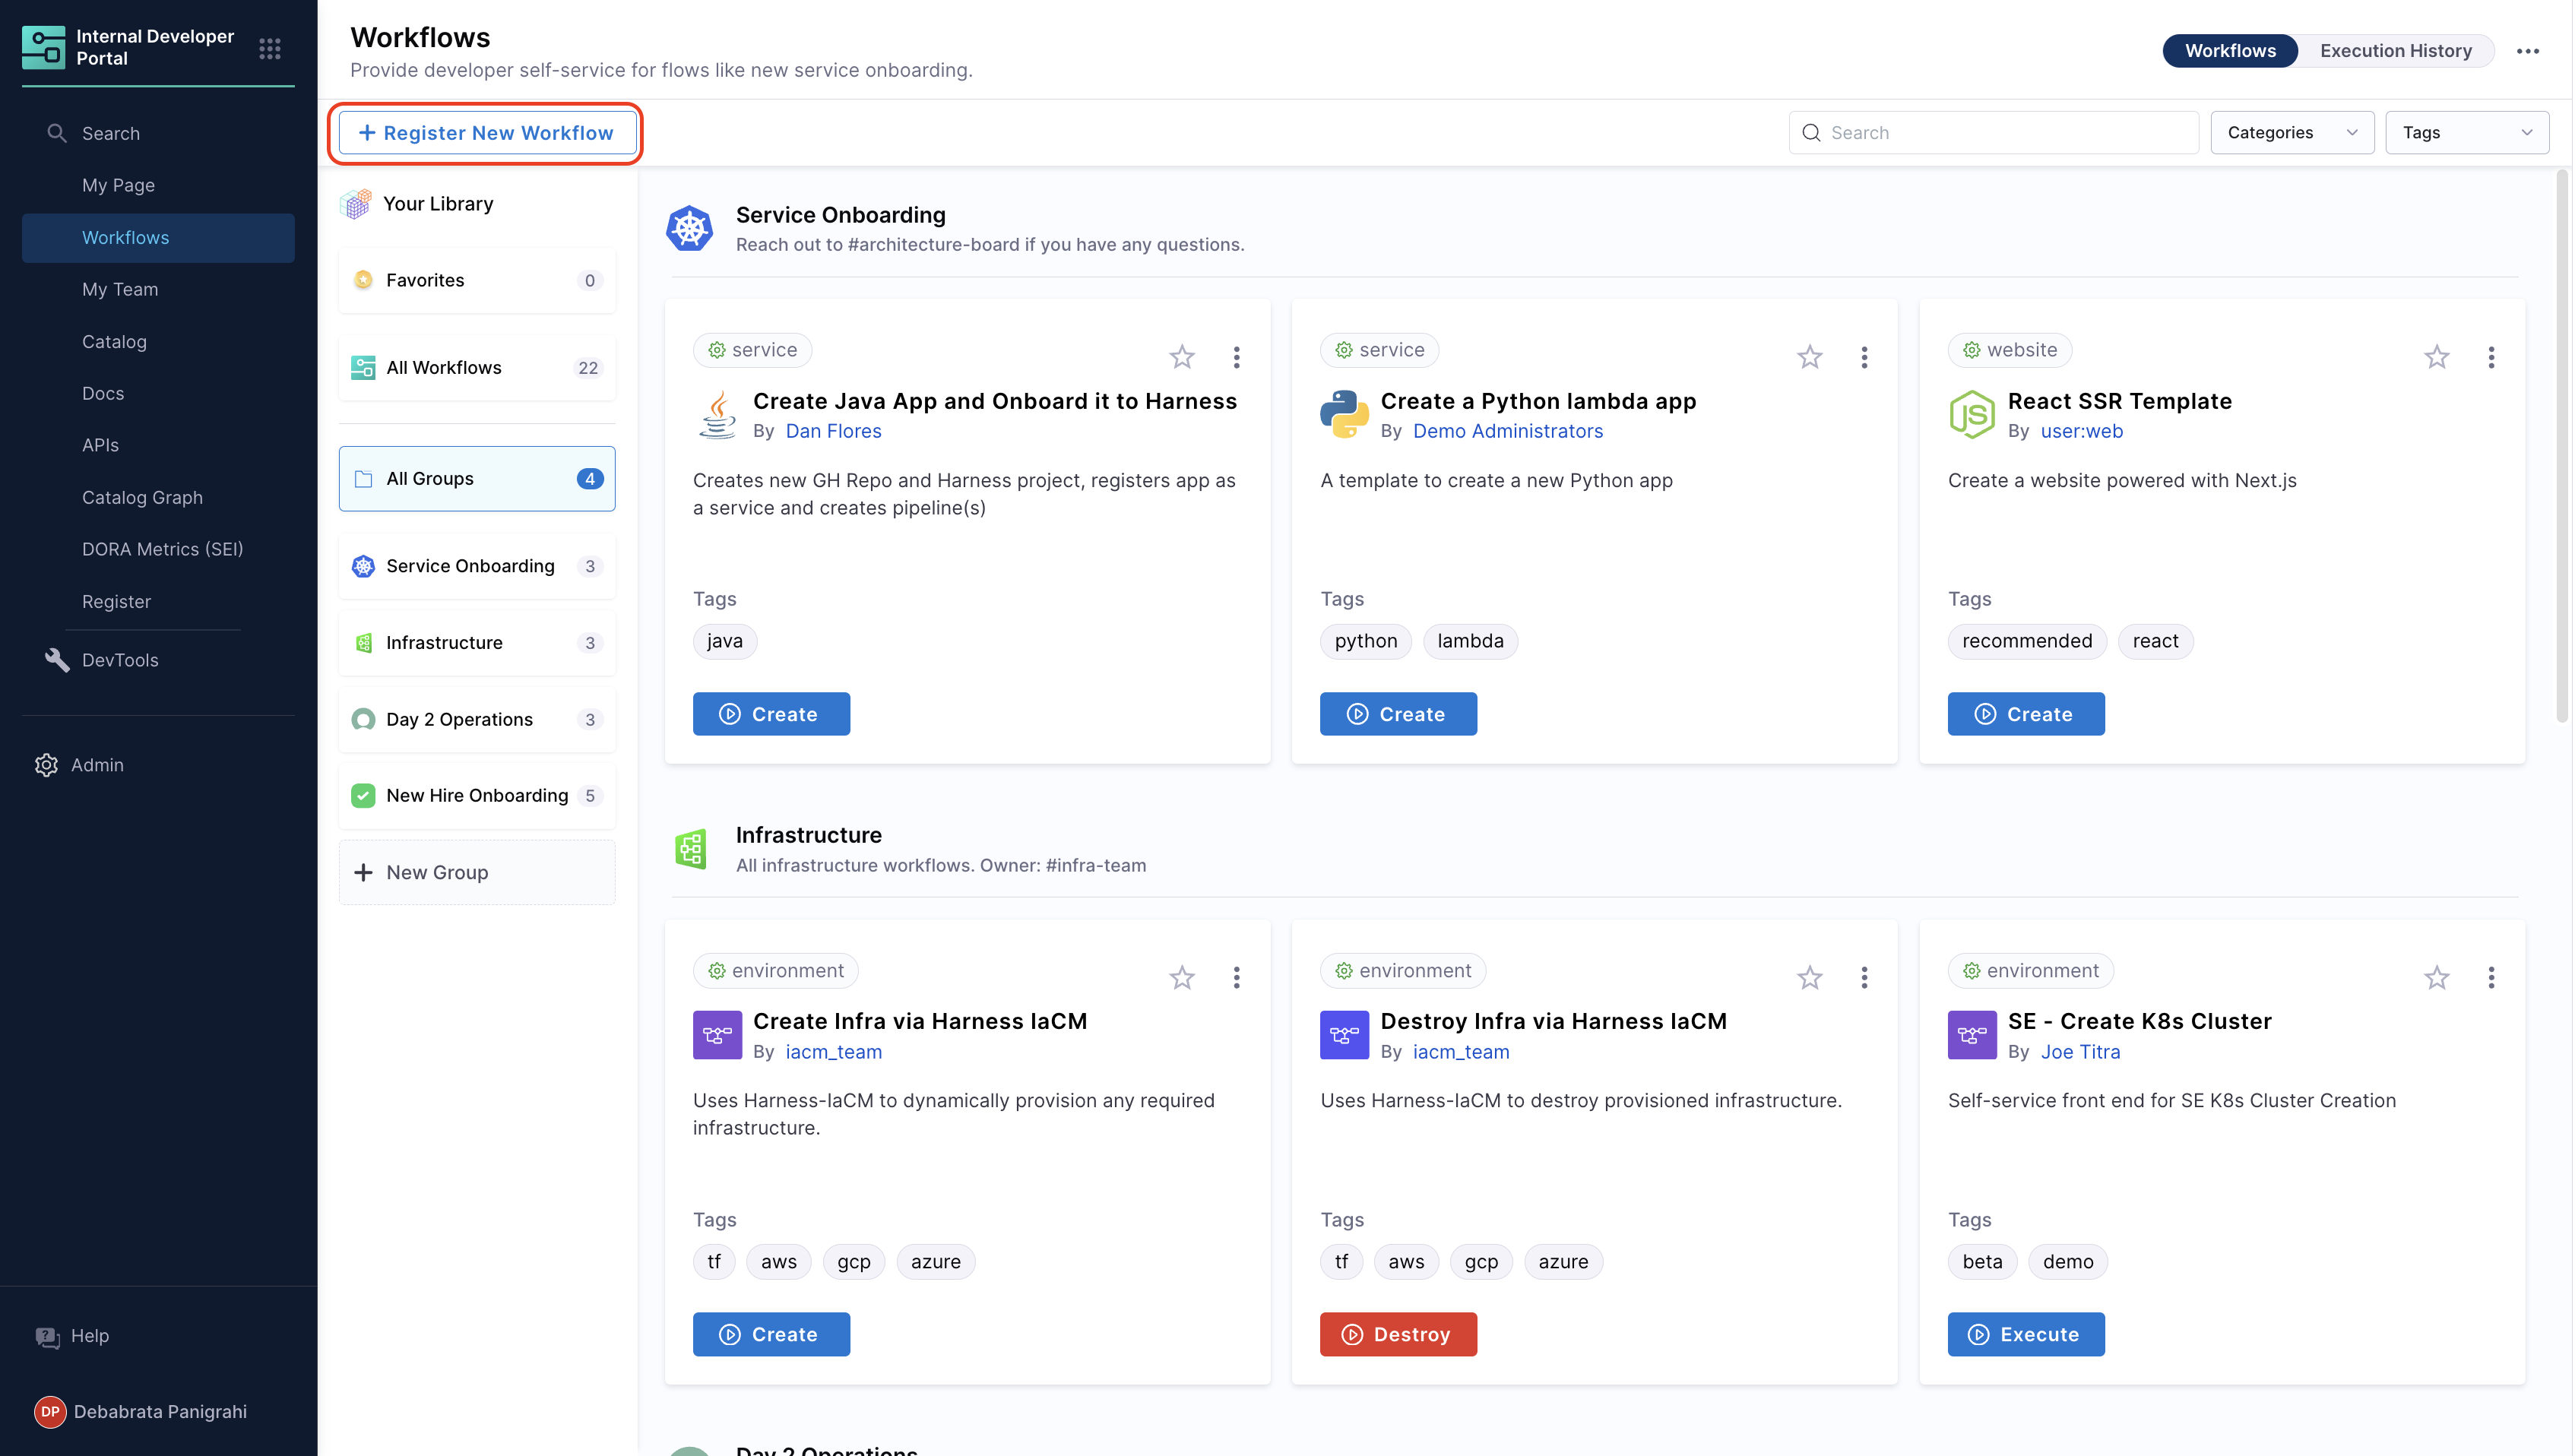 Internal Developer
Portal
Search
My Page
Workflows
My Team
Catalog
Docs
APIs
Catalog Graph
DORA Metrics (SEI)
Register
DevTools
Admin
Help
DP Debabrata Panigrahi
Workflows
Provide developer self-service for flows like new service onboarding.
Workflows Execution History
+ Register New Workflow
Search
Categories
Tags
Your Library
Favorites 0
All Workflows 22
All Groups 4
Service Onboarding 3
Infrastructure 3
Day 2 Operations 3
New Hire Onboarding 5
+ New Group
Service Onboarding
Reach out to #architecture-board if you have any questions.
service
Create Java App and Onboard it to Harness
By Dan Flores
Creates new GH Repo and Harness project, registers app as
a service and creates pipeline(s)
Tags
java
Create
service
Create a Python lambda app
By Demo Administrators
A template to create a new Python app
Tags
python lambda
Create
website
JS
React SSR Template
By user:web
Create a website powered with Next.js
Tags
recommended react
Create
Infrastructure
All infrastructure workflows. Owner: #infra-team
environment
Create Infra via Harness IaCM
By iacm_team
Uses Harness-IaCM to dynamically provision any required
infrastructure.
Tags
tf aws gcp azure
Create
environment
Destroy Infra via Harness IaCM
By iacm_team
Uses Harness-IaCM to destroy provisioned infrastructure.
Tags
tf aws gcp azure
Destroy
environment
SE - Create K8s Cluster
By Joe Titra
Self-service front end for SE K8s Cluster Creation
Tags
beta demo
Execute
Day 2 Operations